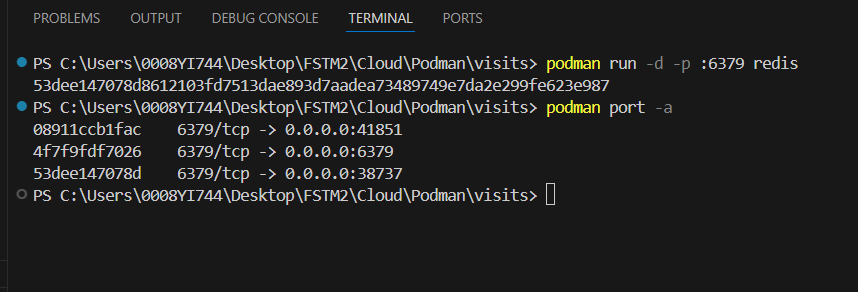 PROBLEMS OUTPUT DEBUG CONSOLE TERMINAL PORTS
PS C:\Users\0008YI744\Desktop\FSTM2\Cloud\Podman\visits> podman run -d -p :6379 redis
53dee147078d8612103fd7513dae893d7aadea73489749e7da2e299fe623e987
PS C:\Users\0008YI744\Desktop\FSTM2\Cloud\Podman\visits> podman port -a
08911ccb1fac    6379/tcp -> 0.0.0.0:41851
4f7f9fdf7026    6379/tcp -> 0.0.0.0:6379
53dee147078d    6379/tcp -> 0.0.0.0:38737
PS C:\Users\0008YI744\Desktop\FSTM2\Cloud\Podman\visits>